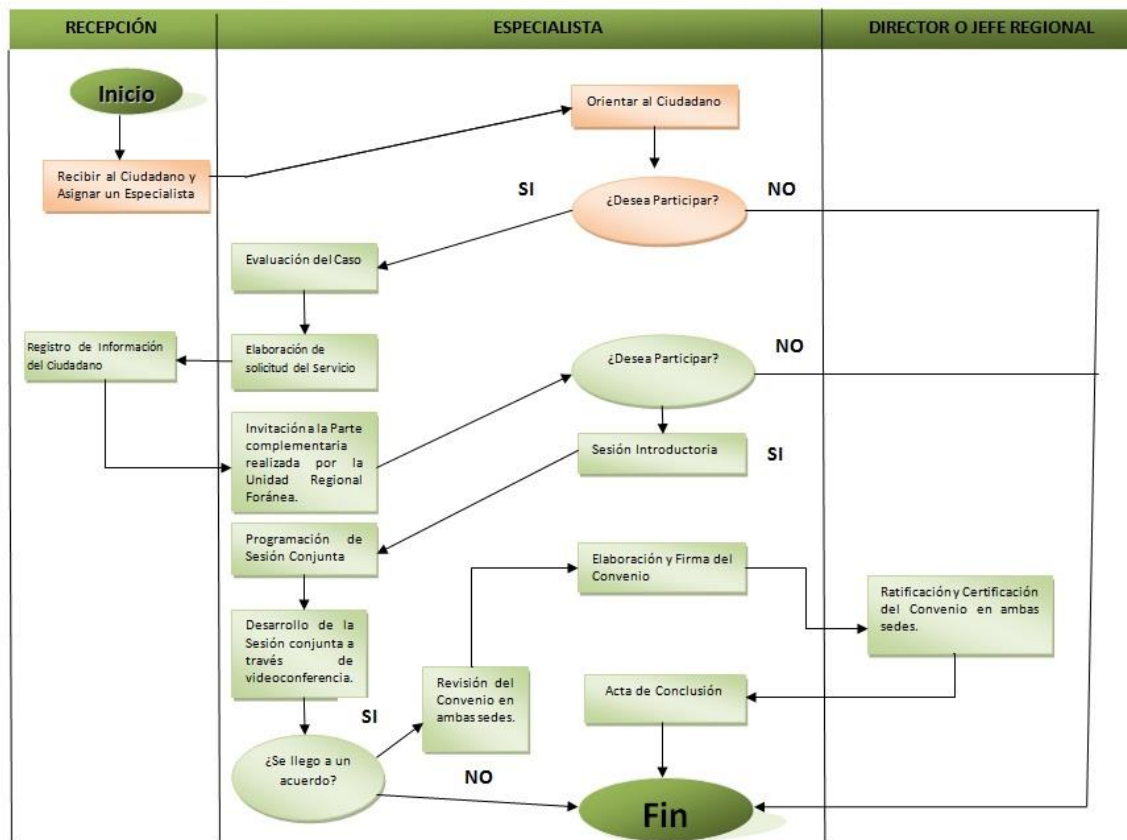 RECEPCIÓN
ESPECIALISTA
DIRECTOR O JEFE REGIONAL
Inicio
Orientar al Ciudadano
Recibir al Ciudadano y
Asignar un Especialista
SI
NO
¿Desea Participar?
Evaluación del Caso
Registro de Información
del Ciudadano
Elaboración de
solicitud del Servicio
¿Desea Participar?
NO
Invitación a la Parte
complementaria
realizada por la
Unidad Regional
Foránea.
Sesión Introductoria
SI
Programación de
Sesión Conjunta
Elaboración y Firma del
Convenio
Ratificación y Certificación
del Convenio en ambas
sedes.
Desarrollo de la
Sesión conjunta a
través de
videoconferencia.
Revisión del
Convenio en
ambas sedes.
Acta de Conclusión
SI
¿Se llego a un
acuerdo?
NO
Fin